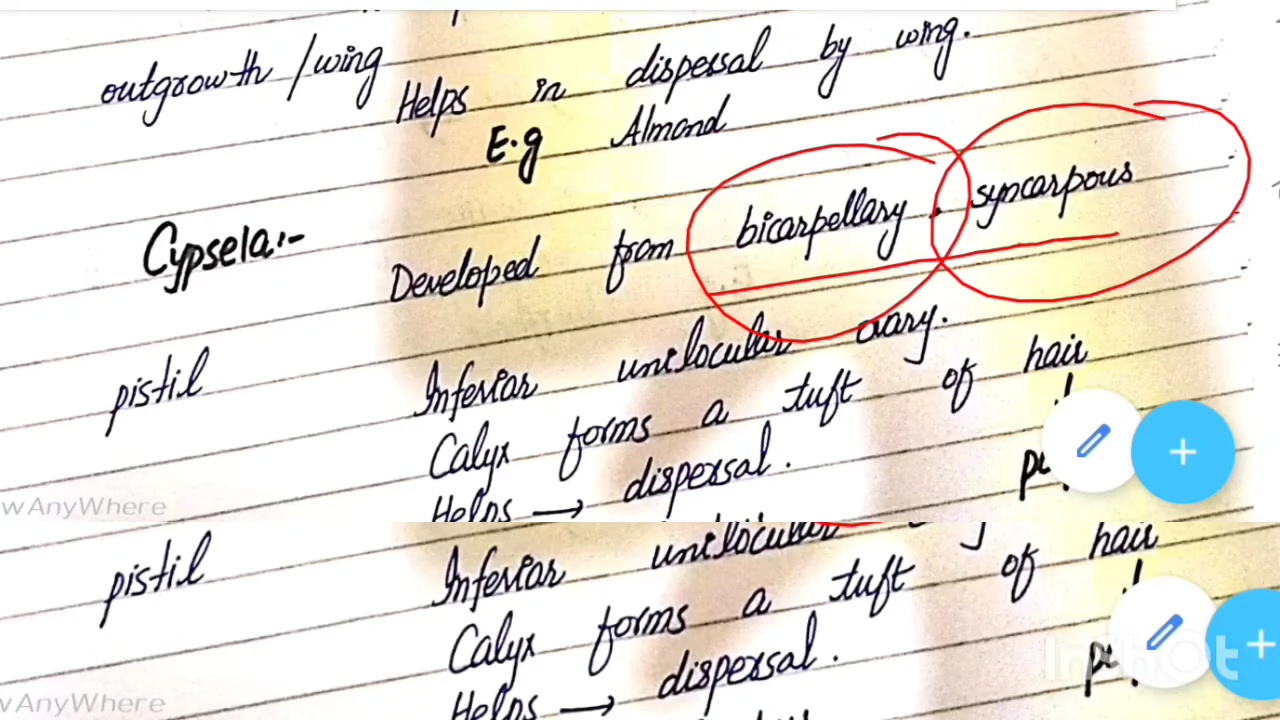 outgrowth / wing
Helps in dispersal by wing.
E.g Almond
Cypsela:-
Developed from bicarpellary, syncarpous
pistil
Inferior unilocular ovary.
Calyx forms a tuft of hair
Helps → dispersal.
wAnyWhere
pistil
Inferior unilocular
Calyx forms a tuft of hair
Helps → dispersal.
wAnyWhere
InShot